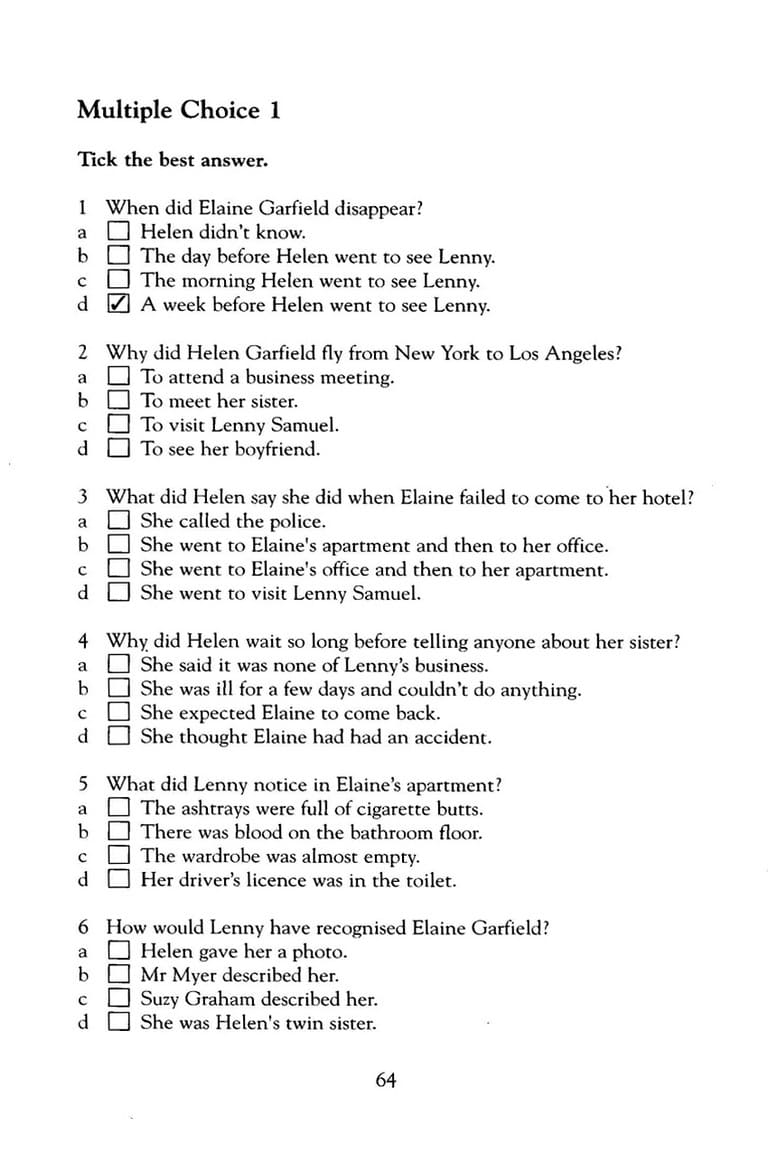 Multiple Choice 1
Tick the best answer.
1 When did Elaine Garfield disappear?
a ☐ Helen didn't know.
b ☐ The day before Helen went to see Lenny.
c ☐ The morning Helen went to see Lenny.
d ☑ A week before Helen went to see Lenny.
2 Why did Helen Garfield fly from New York to Los Angeles?
a ☐ To attend a business meeting.
b ☐ To meet her sister.
c ☐ To visit Lenny Samuel.
d ☐ To see her boyfriend.
3 What did Helen say she did when Elaine failed to come to her hotel?
a ☐ She called the police.
b ☐ She went to Elaine's apartment and then to her office.
c ☐ She went to Elaine's office and then to her apartment.
d ☐ She went to visit Lenny Samuel.
4 Why did Helen wait so long before telling anyone about her sister?
a ☐ She said it was none of Lenny's business.
b ☐ She was ill for a few days and couldn't do anything.
c ☐ She expected Elaine to come back.
d ☐ She thought Elaine had had an accident.
5 What did Lenny notice in Elaine's apartment?
a ☐ The ashtrays were full of cigarette butts.
b ☐ There was blood on the bathroom floor.
c ☐ The wardrobe was almost empty.
d ☐ Her driver's licence was in the toilet.
6 How would Lenny have recognised Elaine Garfield?
a ☐ Helen gave her a photo.
b ☐ Mr Myer described her.
c ☐ Suzy Graham described her.
d ☐ She was Helen's twin sister.
64